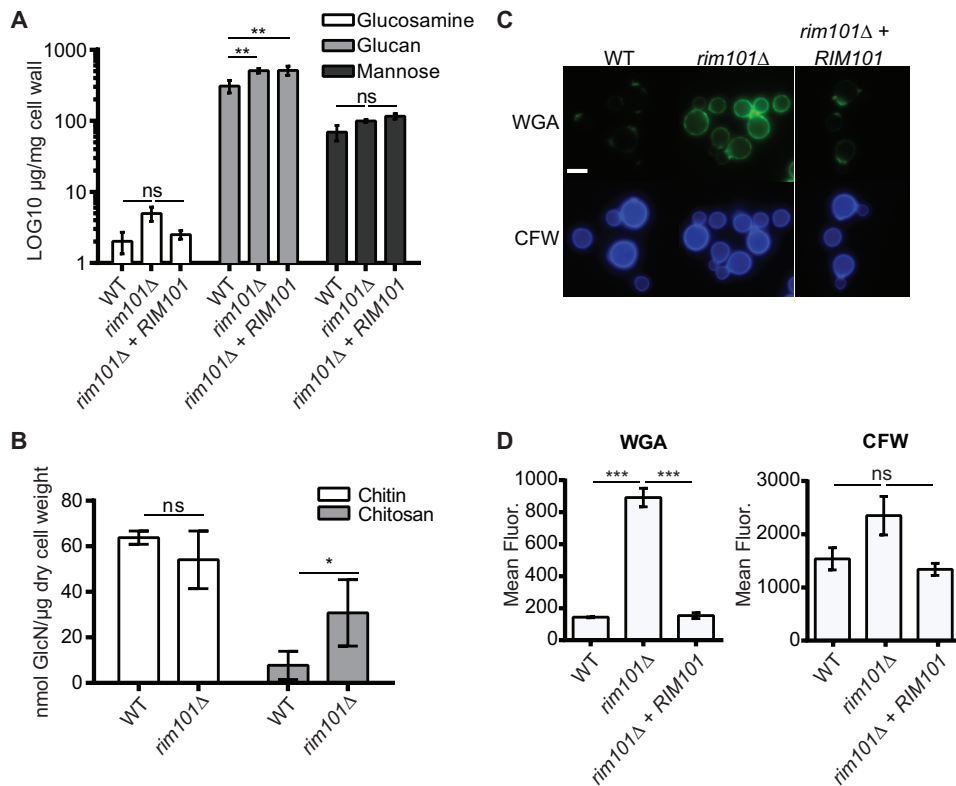 A
LOG10 µg/mg cell wall
1000
100
10
1
Glucosamine
Glucan
Mannose
ns
**
**
ns
WT
rim101Δ
rim101Δ + RIM101
WT
rim101Δ
rim101Δ + RIM101
WT
rim101Δ
rim101Δ + RIM101
B
nmol GlcN/µg dry cell weight
80
60
40
20
0
Chitin
Chitosan
ns
*
WT
rim101Δ
WT
rim101Δ
C
WT
rim101Δ
rim101Δ +
RIM101
WGA
CFW
D
WGA
Mean Fluor.
1000
800
600
400
200
0
***
***
WT
rim101Δ
rim101Δ + RIM101
CFW
Mean Fluor.
3000
2000
1000
0
ns
WT
rim101Δ
rim101Δ + RIM101